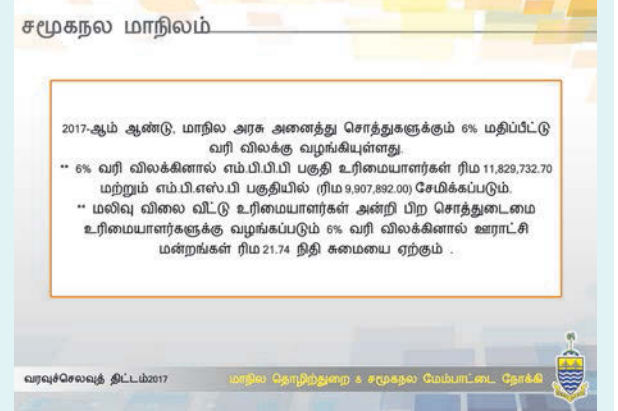 சமூகநல மாநிலம்
2017-ஆம் ஆண்டு, மாநில அரசு அனைத்து சொத்துகளுக்கும் 6% மதிப்பீட்டு
வரி விலக்கு வழங்கியுள்ளது.
** 6% வரி விலக்கினால் எம்.பி.பி.பி பகுதி உரிமையாளர்கள் ரிம 11,829,732.70
மற்றும் எம்.பி.எஸ்.பி பகுதியில் (ரிம 9,907,892.00) சேமிக்கப்படும்.
** மலிவு விலை வீட்டு உரிமையாளர்கள் அன்றி பிற சொத்துடைமை
உரிமையாளர்களுக்கு வழங்கப்படும் 6% வரி விலக்கினால் ஊராட்சி
மன்றங்கள் ரிம 21.74 நிதி சுமையை ஏற்கும் .
வரவுச்செலவுத் திட்டம்2017
மாநில தொழிற்துறை & சமூகநல மேம்பாட்டை நோக்கி